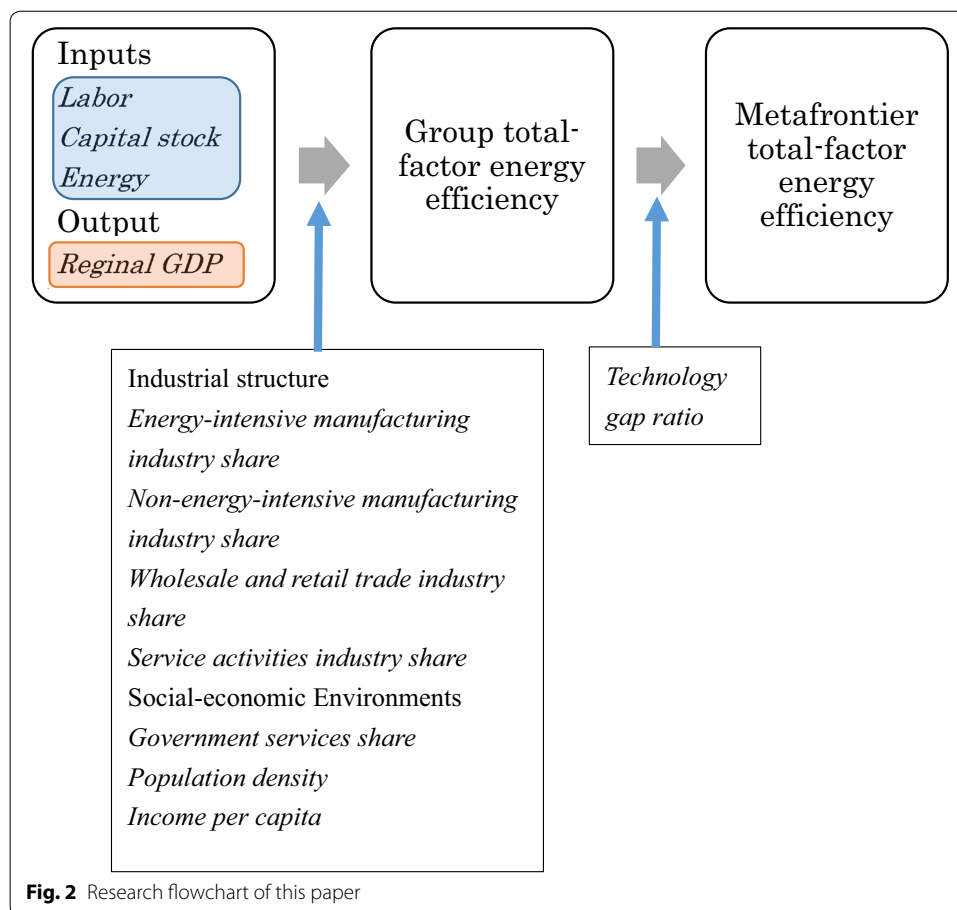 Inputs
Labor
Capital stock
Energy
Output
Reginal GDP
Group total-
factor energy
efficiency
Metafrontier
total-factor
energy
efficiency
Industrial structure
Energy-intensive manufacturing
industry share
Non-energy-intensive manufacturing
industry share
Wholesale and retail trade industry
share
Service activities industry share
Social-economic Environments
Government services share
Population density
Income per capita
Technology
gap ratio
Fig. 2 Research flowchart of this paper